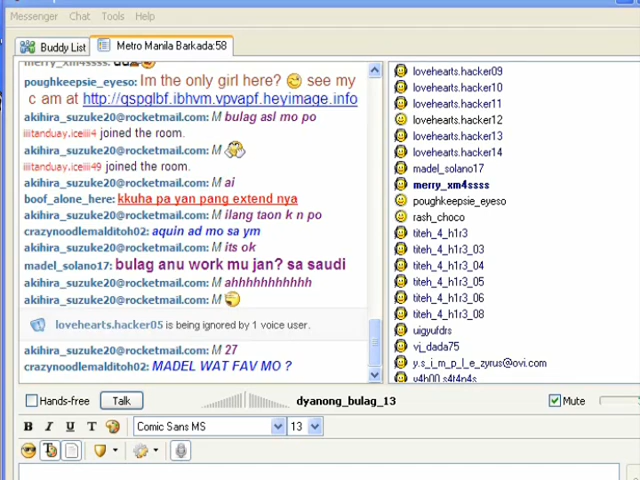 Messenger Chat Tools Help
Buddy List
Metro Manila Barkada:58
merry_xm4ssss:
poughkeepsie_eyeso: Im the only girl here? see my
c am at http://qspglbf.ibhvm.vpvapf.heyimage.info
akihira_suzuke20@rocketmail.com: M bulag asl mo po
iiiitanduay.iceiiii4 joined the room.
akihira_suzuke20@rocketmail.com: M
iiiitanduay.iceiiii49 joined the room.
akihira_suzuke20@rocketmail.com: M ai
boof_alone_here: kkuha pa yan pang extend nya
akihira_suzuke20@rocketmail.com: M ilang taon k n po
crazynoodlemalditoh02: aquin ad mo sa ym
akihira_suzuke20@rocketmail.com: M its ok
madel_solano17: bulag anu work mu jan? sa saudi
akihira_suzuke20@rocketmail.com: M ahhhhhhhhhhhh
akihira_suzuke20@rocketmail.com: M
lovehearts.hacker05 is being ignored by 1 voice user.
akihira_suzuke20@rocketmail.com: M 27
crazynoodlemalditoh02: MADEL WAT FAV MO ?
lovehearts.hacker09
lovehearts.hacker10
lovehearts.hacker11
lovehearts.hacker12
lovehearts.hacker13
lovehearts.hacker14
madel_solano17
merry_xm4ssss
poughkeepsie_eyeso
rash_choco
titeh_4_h1r3
titeh_4_h1r3_03
titeh_4_h1r3_04
titeh_4_h1r3_05
titeh_4_h1r3_06
titeh_4_h1r3_08
uigyufdrs
vj_dada75
y.s_i_m_p_l_e_zyrus@ovi.com
Hands-free
Talk
dyanong_bulag_13
Mute
B I U T
Comic Sans MS
13